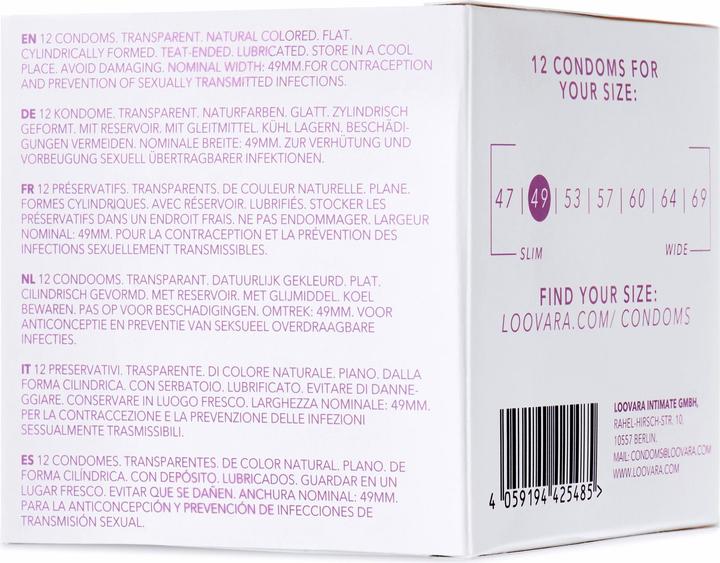 EN 12 CONDOMS. TRANSPARENT. NATURAL COLORED. FLAT.
CYLINDRICALLY FORMED. TEAT-ENDED. LUBRICATED. STORE IN A COOL
PLACE. AVOID DAMAGING. NOMINAL WIDTH: 49MM.FOR CONTRACEPTION
AND PREVENTION OF SEXUALLY TRANSMITTED INFECTIONS.
DE 12 KONDOME. TRANSPARENT. NATURFARBEN. GLATT. ZYLINDRISCH
GEFORMT. MIT RESERVOIR. MIT GLEITMITTEL. KÜHL LAGERN. BESCHÄDI-
GUNGEN VERMEIDEN. NOMINALE BREITE: 49MM. ZUR VERHÜTUNG UND
VORBEUGUNG SEXUELL ÜBERTRAGBARER INFEKTIONEN.
FR 12 PRÉSERVATIFS. TRANSPARENTS. DE COULEUR NATURELLE. PLANE.
FORMES CYLINDRIQUES. AVEC RÉSERVOIR. LUBRIFIÉS. STOCKER LES
PRÉSERVATIFS DANS UN ENDROIT FRAIS. NE PAS ENDOMMAGER. LARGEUR
NOMINAL: 49MM. POUR LA CONTRACEPTION ET LA PRÉVENTION DES
INFECTIONS SEXUELLEMENT TRANSMISSIBLES.
NL 12 CONDOOMS. TRANSPARANT. DATUURLIJK GEKLEURD. PLAT.
CILINDRISCH GEVORMD. MET RESERVOIR. MET GLIJMIDDEL. KOEL
BEWAREN. PAS OP VOOR BESCHADIGINGEN. OMTREK: 49MM. VOOR
ANTICONCEPTIE EN PREVENTIE VAN SEKSUEEL OVERDRAAGBARE
INFECTIES.
IT 12 PRESERVATIVI. TRASPARENTE. DI COLORE NATURALE. PIANO. DALLA
FORMA CILINDRICA. CON SERBATOIO. LUBRIFICATO. EVITARE DI DANNE-
GGIARE. CONSERVARE IN LUOGO FRESCO. LARGHEZZA NOMINALE: 49MM.
PER LA CONTRACCEZIONE E LA PREVENZIONE DELLE INFEZIONI
SESSUALMENTE TRASMISSIBILI.
ES 12 CONDOMES. TRANSPARENTES. DE COLOR NATURAL. PLANO. DE
FORMA CILÍNDRICA. CON DEPÓSITO. LUBRICADOS. GUARDAR EN UN
LUGAR FRESCO. EVITAR QUE SE DAÑEN. ANCHURA NOMINAL: 49MM.
PARA LA ANTICONCEPCIÓN Y PREVENCIÓN DE INFECCIONES DE
TRANSMISIÓN SEXUAL.
12 CONDOMS FOR
YOUR SIZE:
47 | 49 | 53 | 57 | 60 | 64 | 69
SLIM WIDE
FIND YOUR SIZE:
LOOVARA.COM/ CONDOMS
LOOVARA INTIMATE GMBH,
RAHEL-HIRSCH-STR. 10,
10557 BERLIN.
MAIL: CONDOMS@LOOVARA.COM
WWW.LOOVARA.COM
4 059194 425485 >